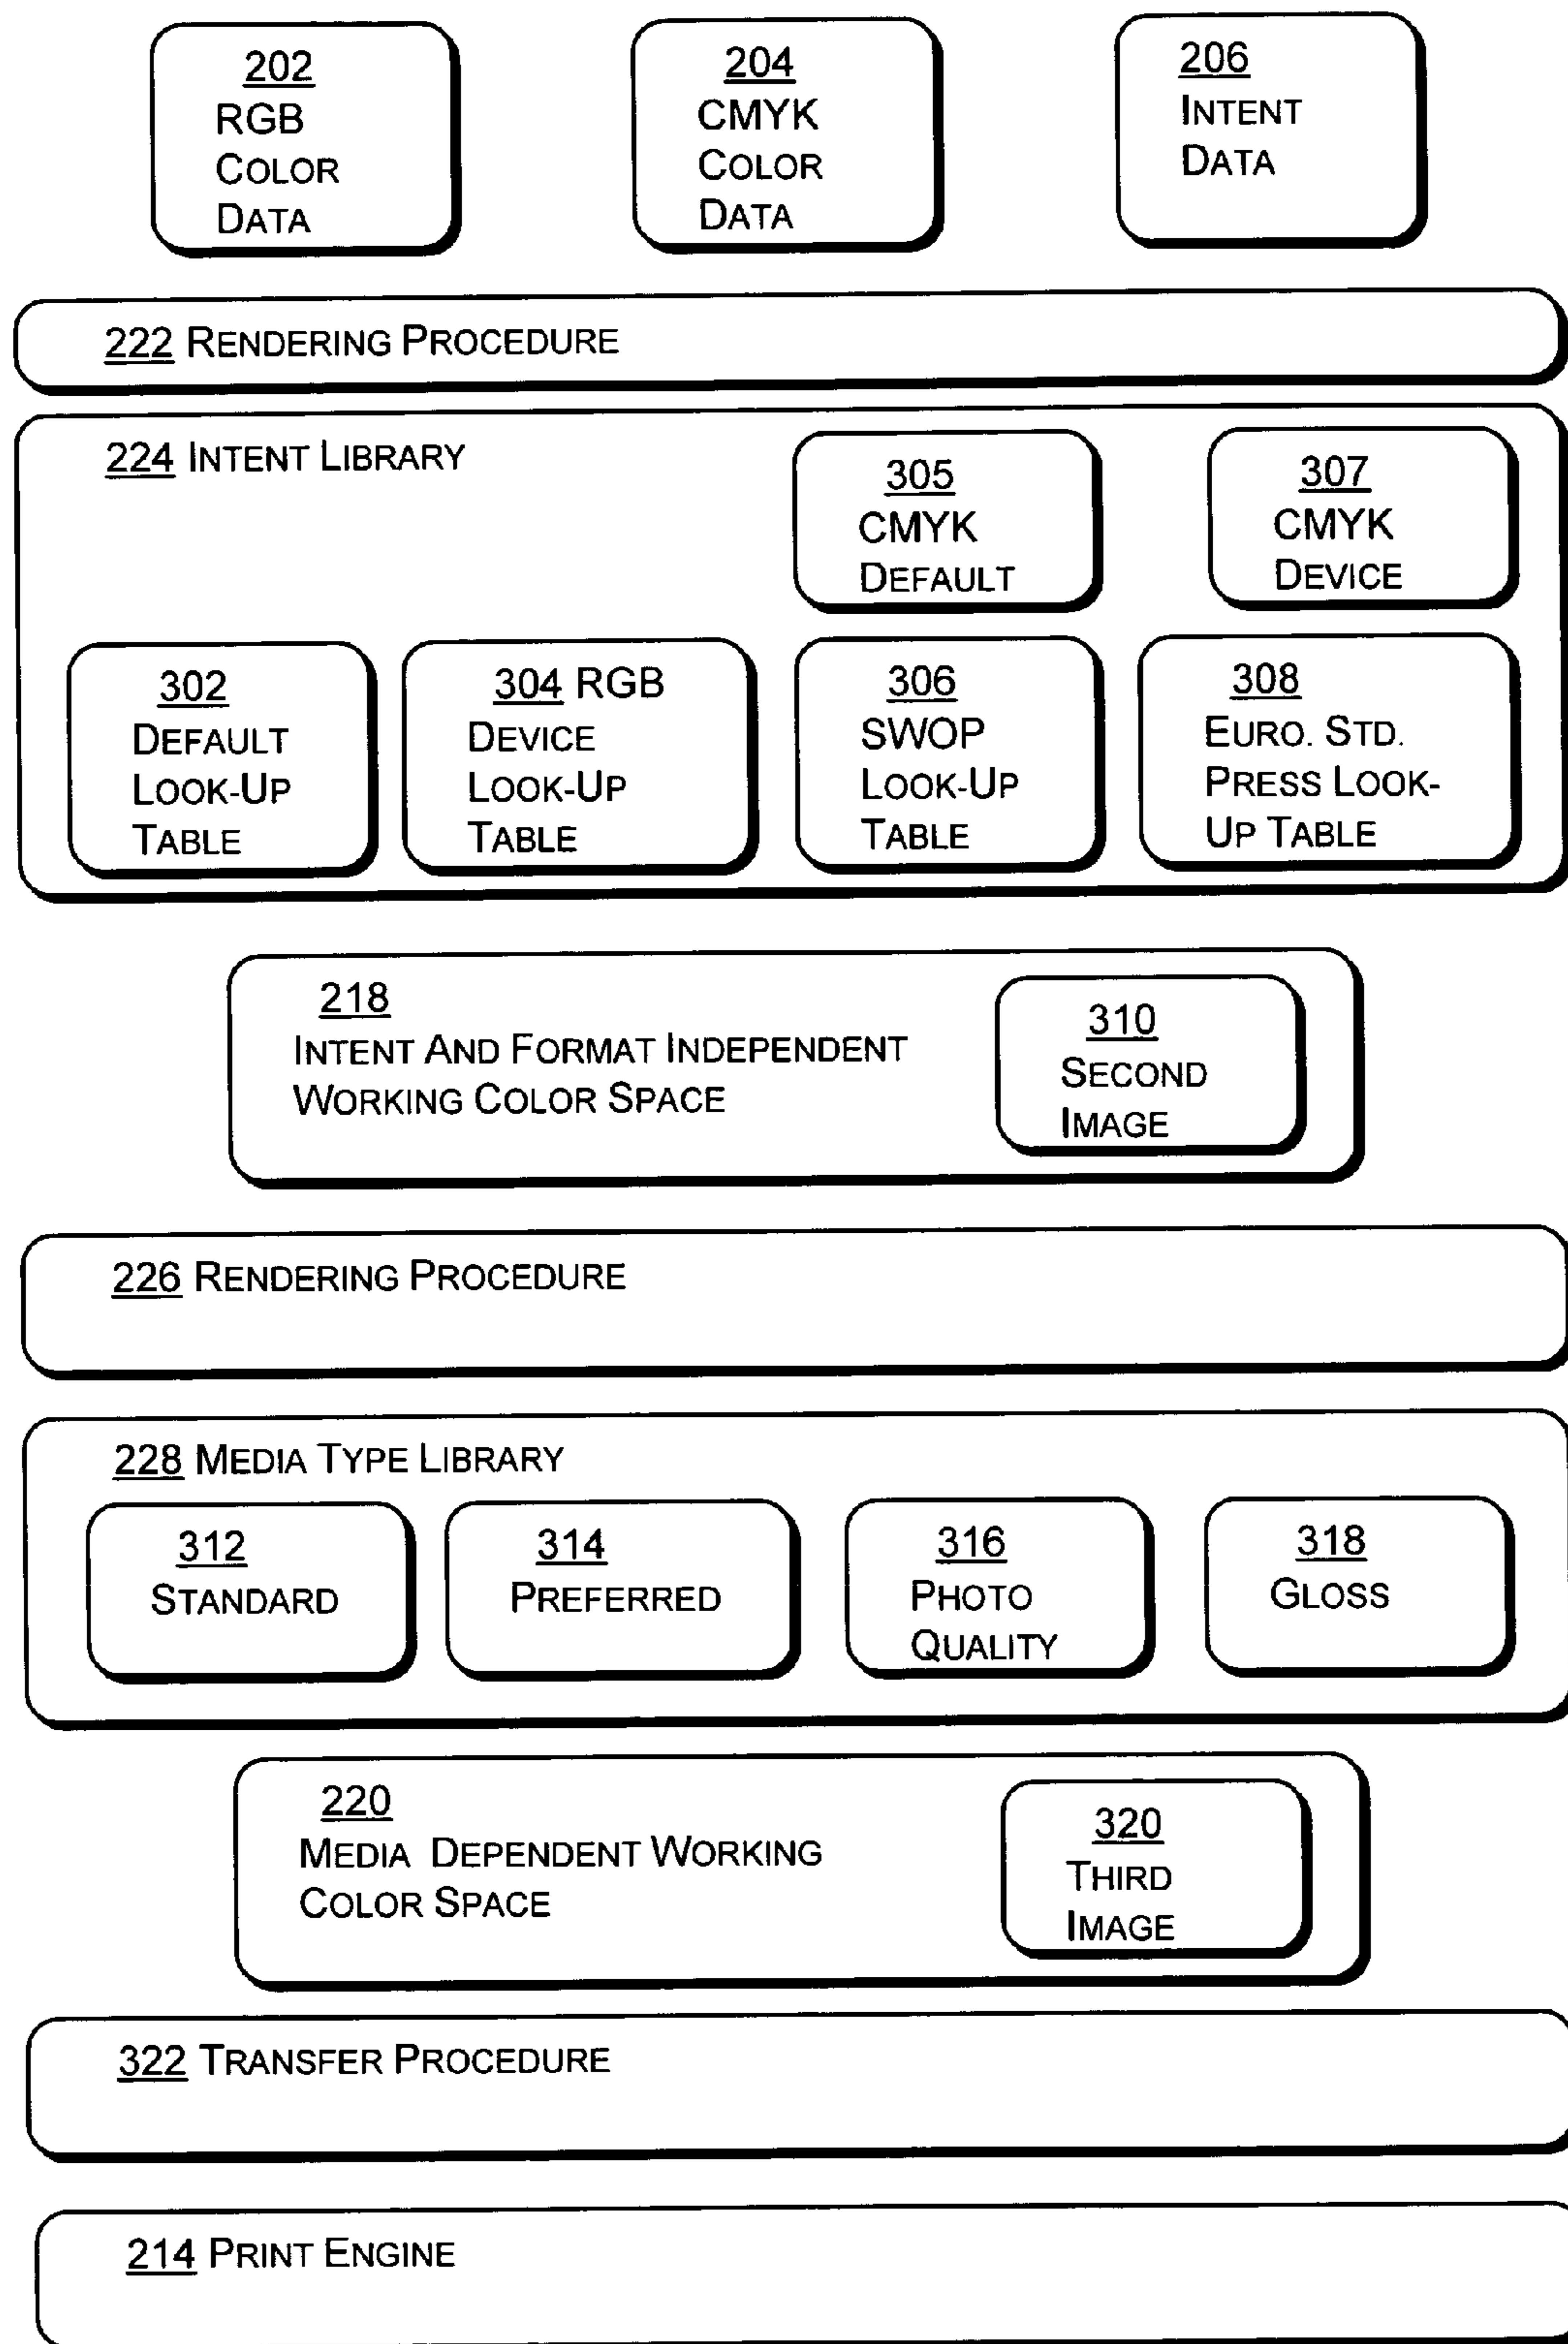 202
RGB
COLOR
DATA
204
CMYK
COLOR
DATA
206
INTENT
DATA
222 RENDERING PROCEDURE
224 INTENT LIBRARY
305
CMYK
DEFAULT
307
CMYK
DEVICE
302
DEFAULT
LOOK-UP
TABLE
304 RGB
DEVICE
LOOK-UP
TABLE
306
SWOP
LOOK-UP
TABLE
308
EURO. STD.
PRESS LOOK-
UP TABLE
218
INTENT AND FORMAT INDEPENDENT
WORKING COLOR SPACE
310
SECOND
IMAGE
226 RENDERING PROCEDURE
228 MEDIA TYPE LIBRARY
312
STANDARD
314
PREFERRED
316
PHOTO
QUALITY
318
GLOSS
220
MEDIA DEPENDENT WORKING
COLOR SPACE
320
THIRD
IMAGE
322 TRANSFER PROCEDURE
214 PRINT ENGINE